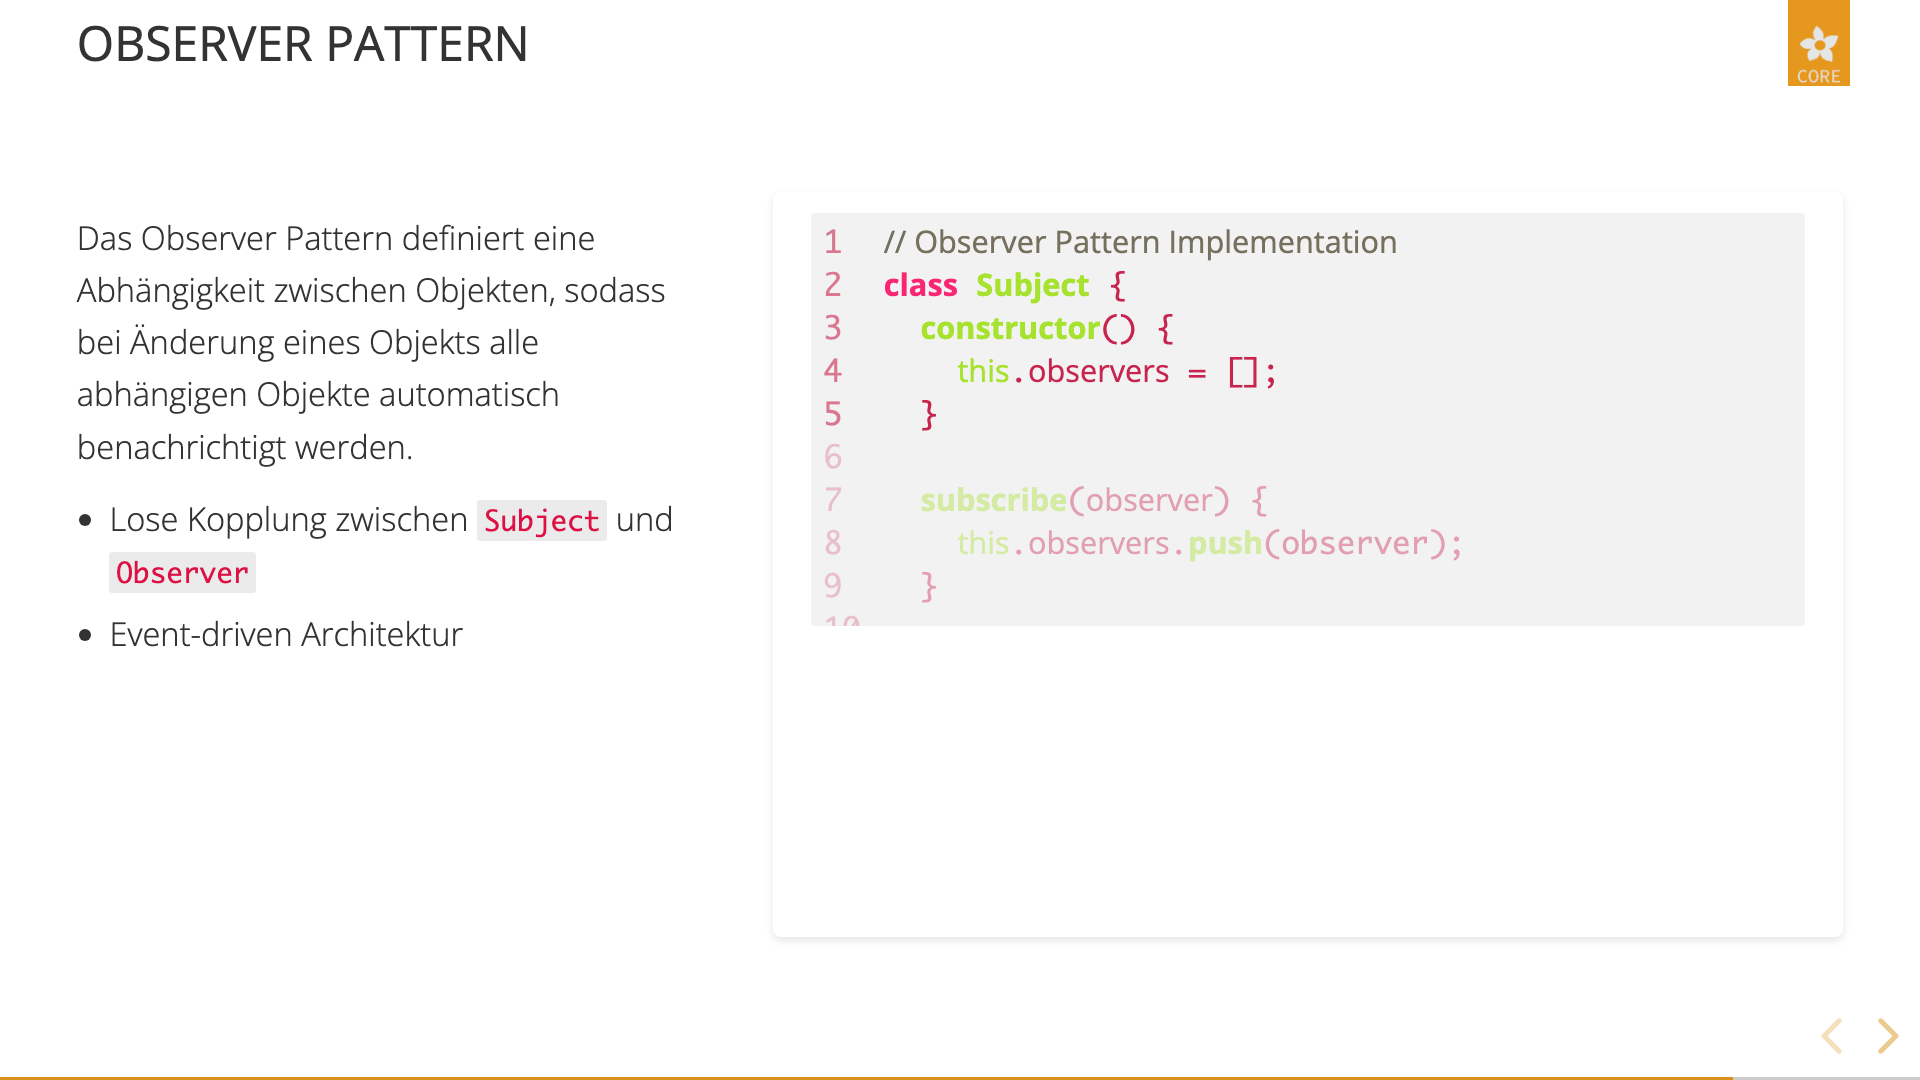 OBSERVER PATTERN
CORE
Das Observer Pattern definiert eine
Abhängigkeit zwischen Objekten, sodass
bei Änderung eines Objekts alle
abhängigen Objekte automatisch
benachrichtigt werden.
• Lose Kopplung zwischen Subject und
Observer
• Event-driven Architektur
1 // Observer Pattern Implementation
2 class Subject {
3   constructor() {
4     this.observers = [];
5   }
6
7   subscribe(observer) {
8     this.observers.push(observer);
9   }
10